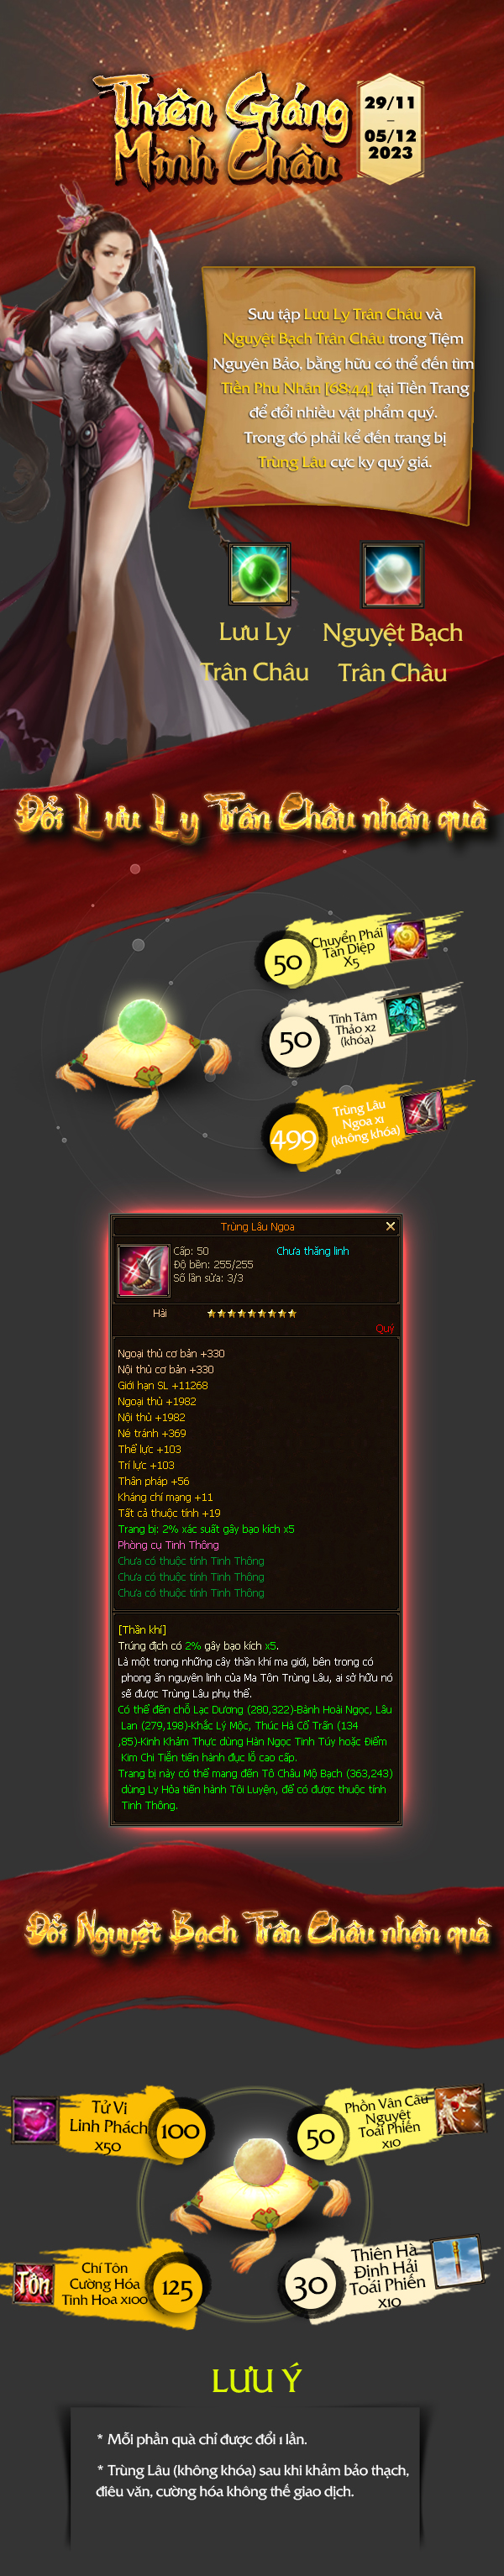 Thiên Giáng
Minh Châu
29/11
–
05/12
2023
Sưu tập Lưu Ly Trân Châu và
Nguyệt Bạch Trân Châu trong Tiệm
Nguyên Bảo, bằng hữu có thể đến tìm
Tiền Phu Nhân [68:44] tại Tiền Trang
để đổi nhiều vật phẩm quý.
Trong đó phải kể đến trang bị
Trùng Lâu cực kỳ quý giá.
Lưu Ly
Trân Châu
Nguyệt Bạch
Trân Châu
Đổi Lưu Ly Trân Châu nhận quà
50
Chuyển Phái
Tán Diệp
X5
50
Tĩnh Tâm
Thảo x2
(khóa)
499
Trùng Lâu
Ngoa x1
(không khóa)
Trùng Lâu Ngoa
Cấp: 50
Chưa thăng linh
Độ bền: 255/255
Số lần sửa: 3/3
Hài
Quý
Ngoại thủ cơ bản +330
Nội thủ cơ bản +330
Giới hạn SL +11268
Ngoại thủ +1982
Nội thủ +1982
Né tránh +369
Thể lực +103
Trí lực +103
Thân pháp +56
Kháng chí mạng +11
Tất cả thuộc tính +19
Trang bị: 2% xác suất gây bạo kích x5
Phòng cụ Tinh Thông
Chưa có thuộc tính Tinh Thông
Chưa có thuộc tính Tinh Thông
Chưa có thuộc tính Tinh Thông
[Thần khí]
Trúng địch có 2% gây bạo kích x5.
Là một trong những cây thần khí ma giới, bên trong có
phong ấn nguyên linh của Ma Tôn Trùng Lâu, ai sở hữu nó
sẽ được Trùng Lâu phụ thể.
Có thể đến chỗ Lạc Dương (280,322)-Bành Hoài Ngọc, Lâu
Lan (279,198)-Khắc Lý Mộc, Thúc Hà Cổ Trấn (134
,85)-Kinh Khảm Thực dùng Hàn Ngọc Tinh Túy hoặc Điểm
Kim Chi Tiễn tiến hành đục lỗ cao cấp.
Trang bị này có thể mang đến Tô Châu Mộ Bạch (363,243)
dùng Ly Hỏa tiến hành Tôi Luyện, để có được thuộc tính
Tinh Thông.
Đổi Nguyệt Bạch Trân Châu nhận quà
Tử Vi
Linh Phách
x50
100
50
Phồn Vân Cầu
Nguyệt
Toái Phiến
x10
Tôn
Chí Tôn
Cường Hóa
Tinh Hoa x100
125
30
Thiên Hà
Định Hải
Toái Phiến
x10
LƯU Ý
* Mỗi phần quà chỉ được đổi 1 lần.
* Trùng Lâu (không khóa) sau khi khảm bảo thạch,
điêu văn, cường hóa không thể giao dịch.